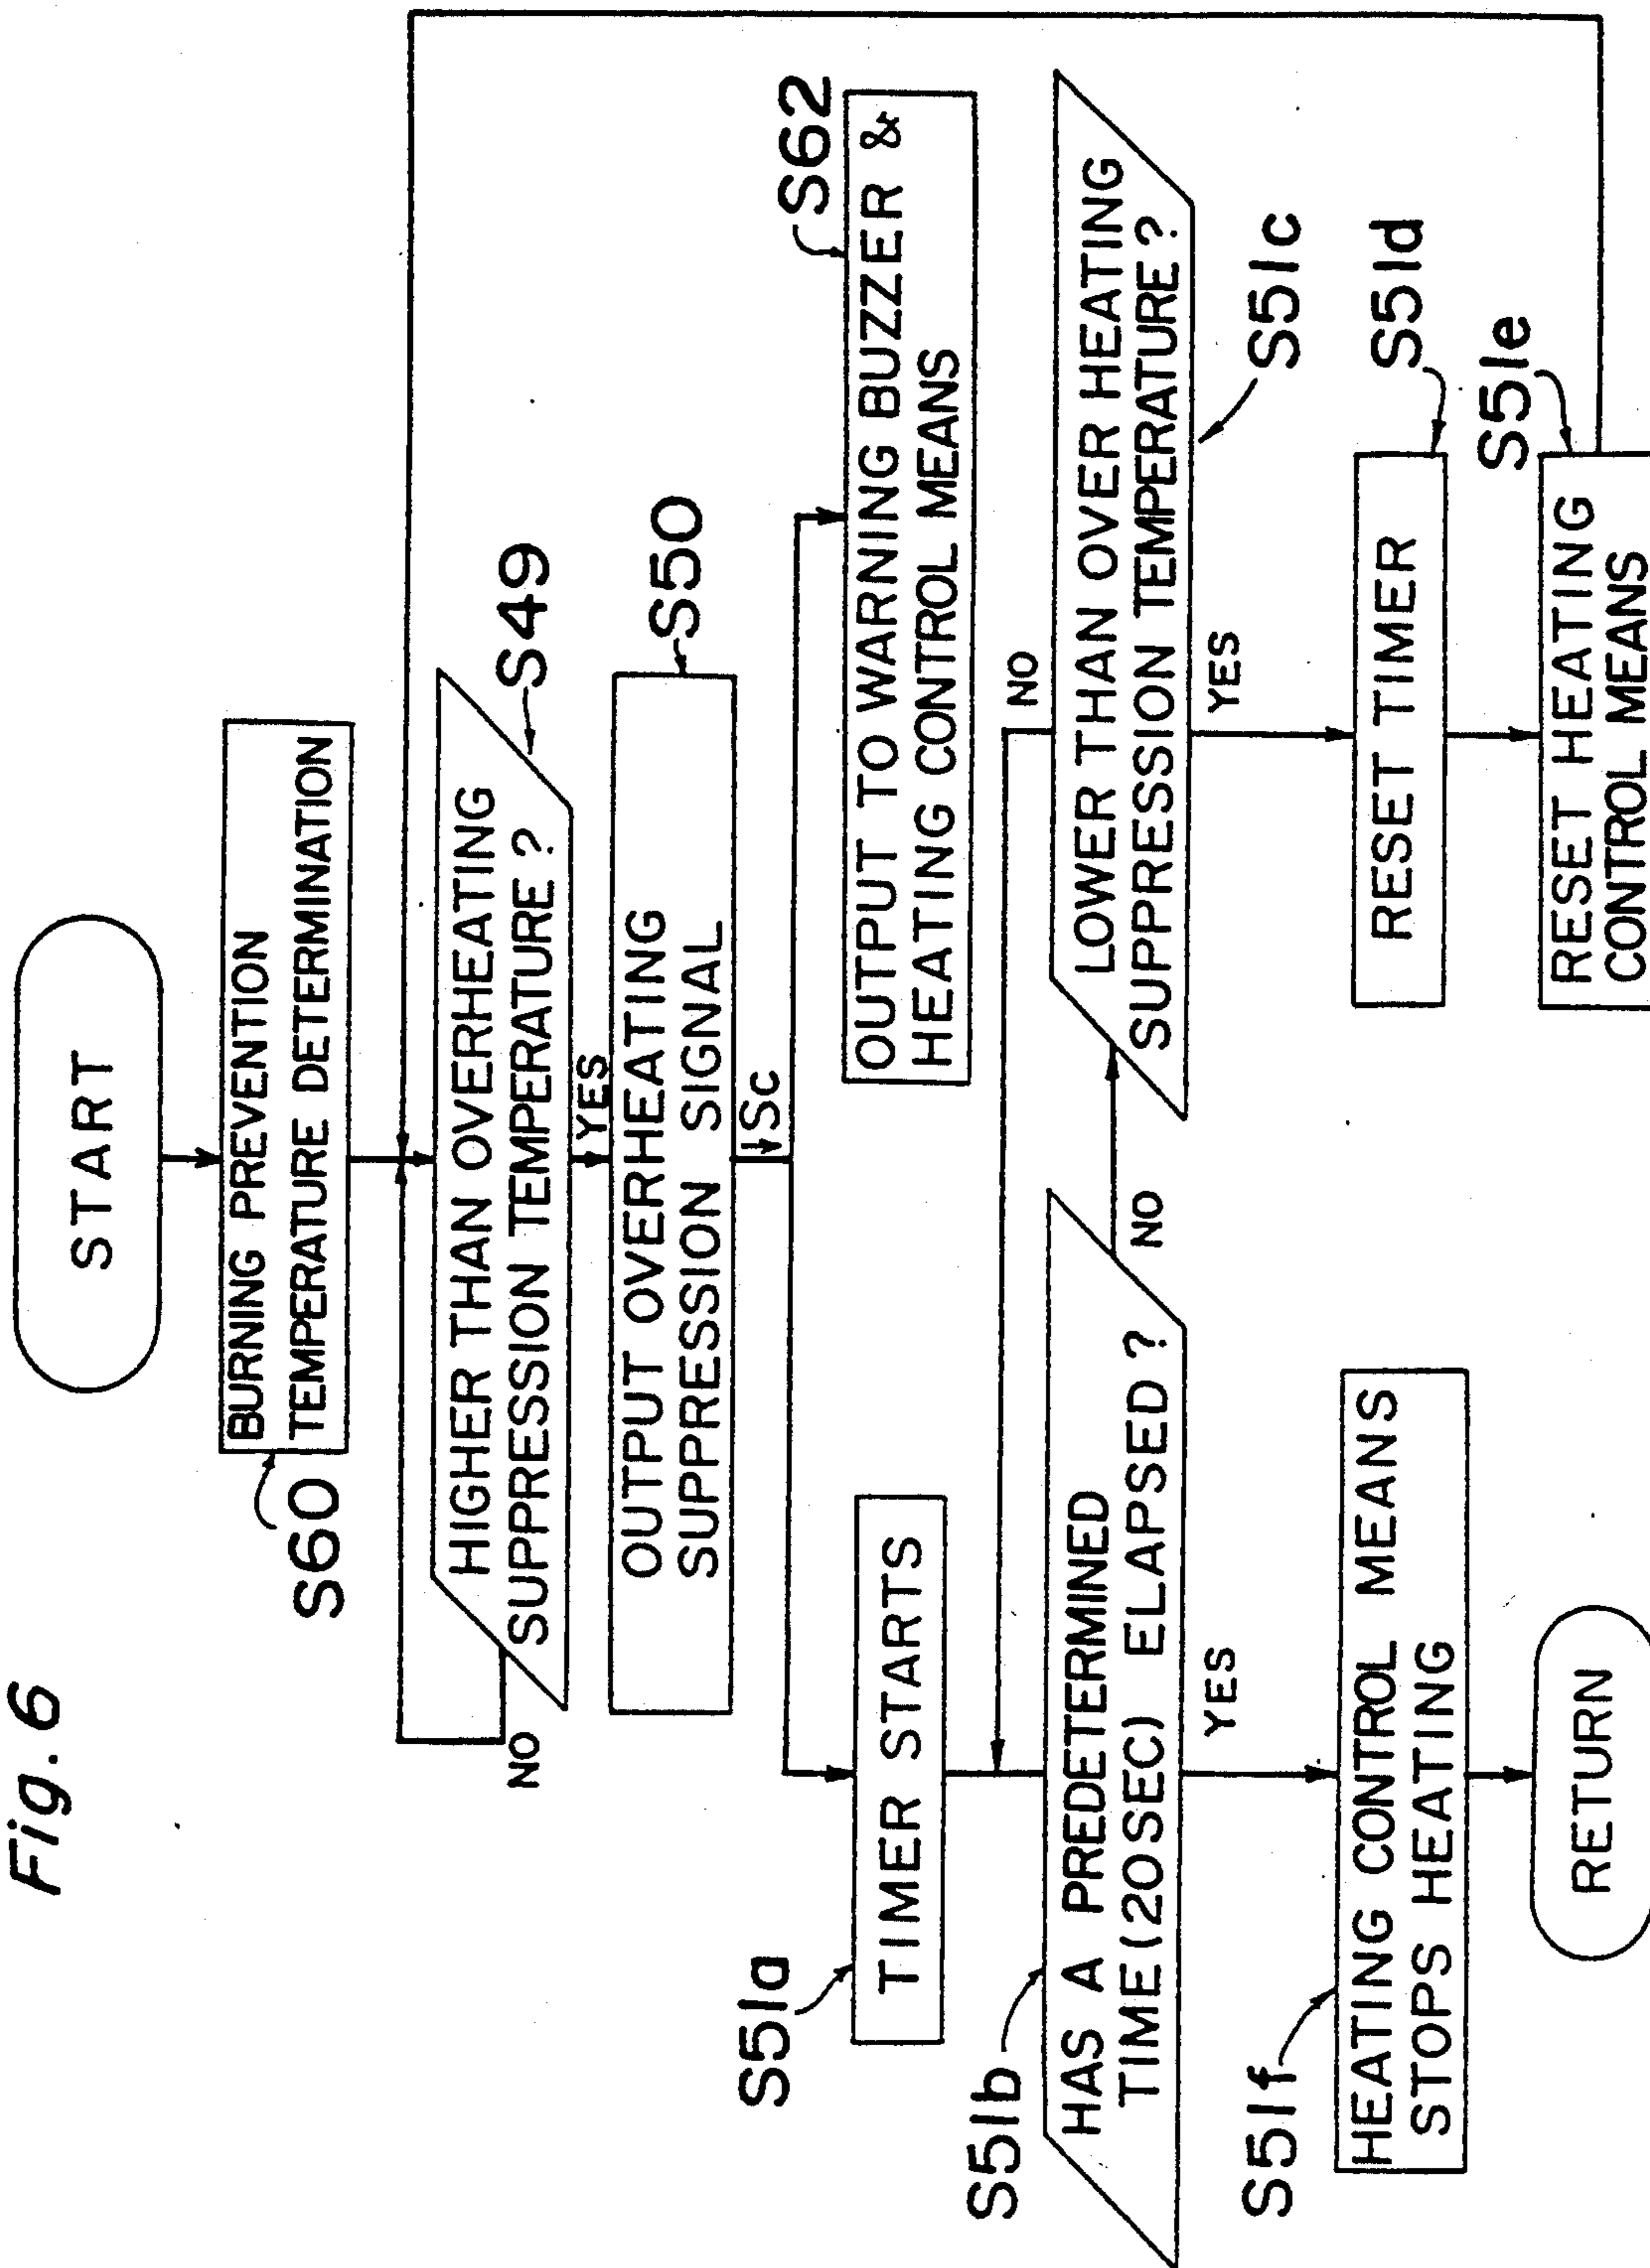 Fig. 6
START
BURNING PREVENTION
TEMPERATURE DETERMINATION
S60
HIGHER THAN OVERHEATING
SUPPRESSION TEMPERATURE ?
S49
NO
YES
OUTPUT OVERHEATING
SUPPRESSION SIGNAL
S50
Sc
S51a
TIMER STARTS
OUTPUT TO WARNING BUZZER &
HEATING CONTROL MEANS
S62
S51b
HAS A PREDETERMINED
TIME (20SEC) ELAPSED ?
NO
YES
NO
LOWER THAN OVER HEATING
SUPPRESSION TEMPERATURE ?
S51c
YES
S51f
HEATING CONTROL MEANS
STOPS HEATING
RESET TIMER
S51d
RETURN
RESET HEATING
CONTROL MEANS
S51e